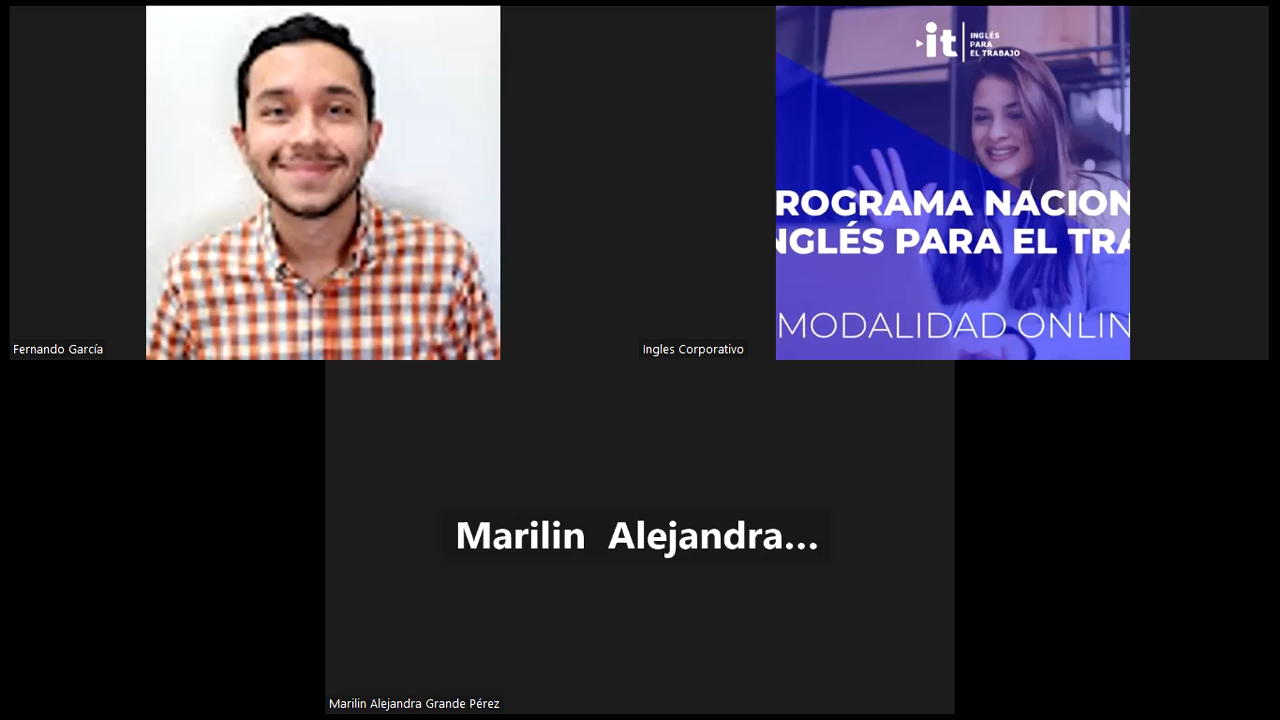 it
INGLÉS
PARA
EL TRABAJO
ROGRAMA NACION
NGLÉS PARA EL TRA
MODALIDAD ONLIN
Fernando García
Ingles Corporativo
Marilin Alejandra...
Marilin Alejandra Grande Pérez